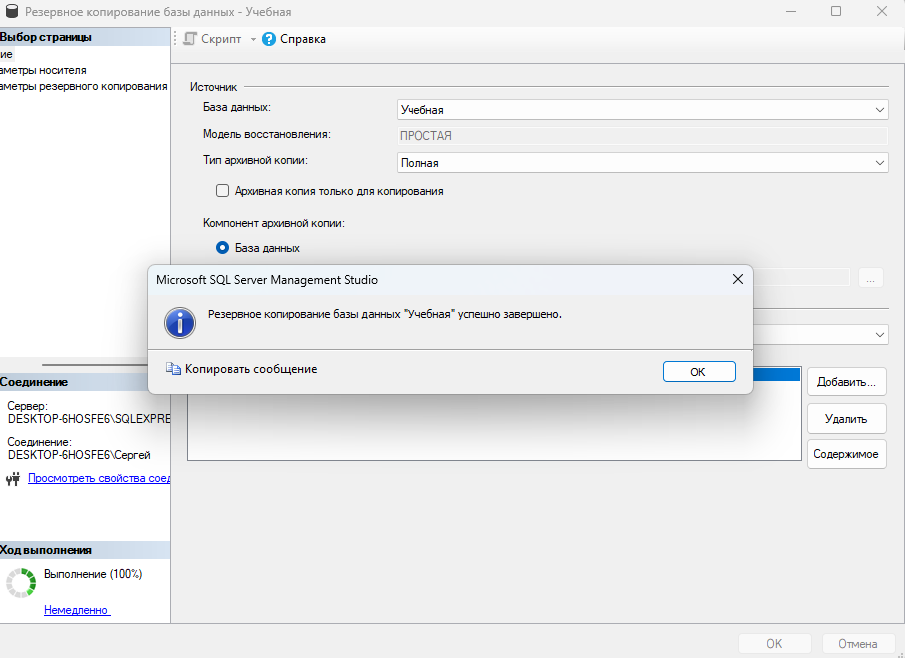 Резервное копирование базы данных - Учебная
Выбор страницы
ие
аметры носителя
аметры резервного копирования
Скрипт
Справка
Источник
База данных:
Учебная
Модель восстановления:
ПРОСТАЯ
Тип архивной копии:
Полная
Архивная копия только для копирования
Компонент архивной копии:
База данных
...
Microsoft SQL Server Management Studio
Резервное копирование базы данных "Учебная" успешно завершено.
Копировать сообщение
ОК
Добавить...
Удалить
Содержимое
Соединение
Сервер:
DESKTOP-6HOSFE6\SQLEXPRE
Соединение:
DESKTOP-6HOSFE6\Сергей
Просмотреть свойства соед
Ход выполнения
Выполнение (100%)
Немедленно
ОК
Отмена